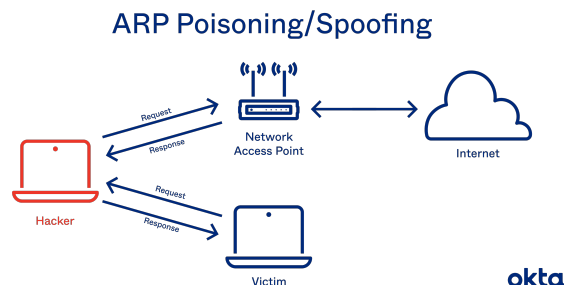 ARP Poisoning/Spoofing
Request
Response
Network
Access Point
Internet
Hacker
Request
Response
Victim
okta